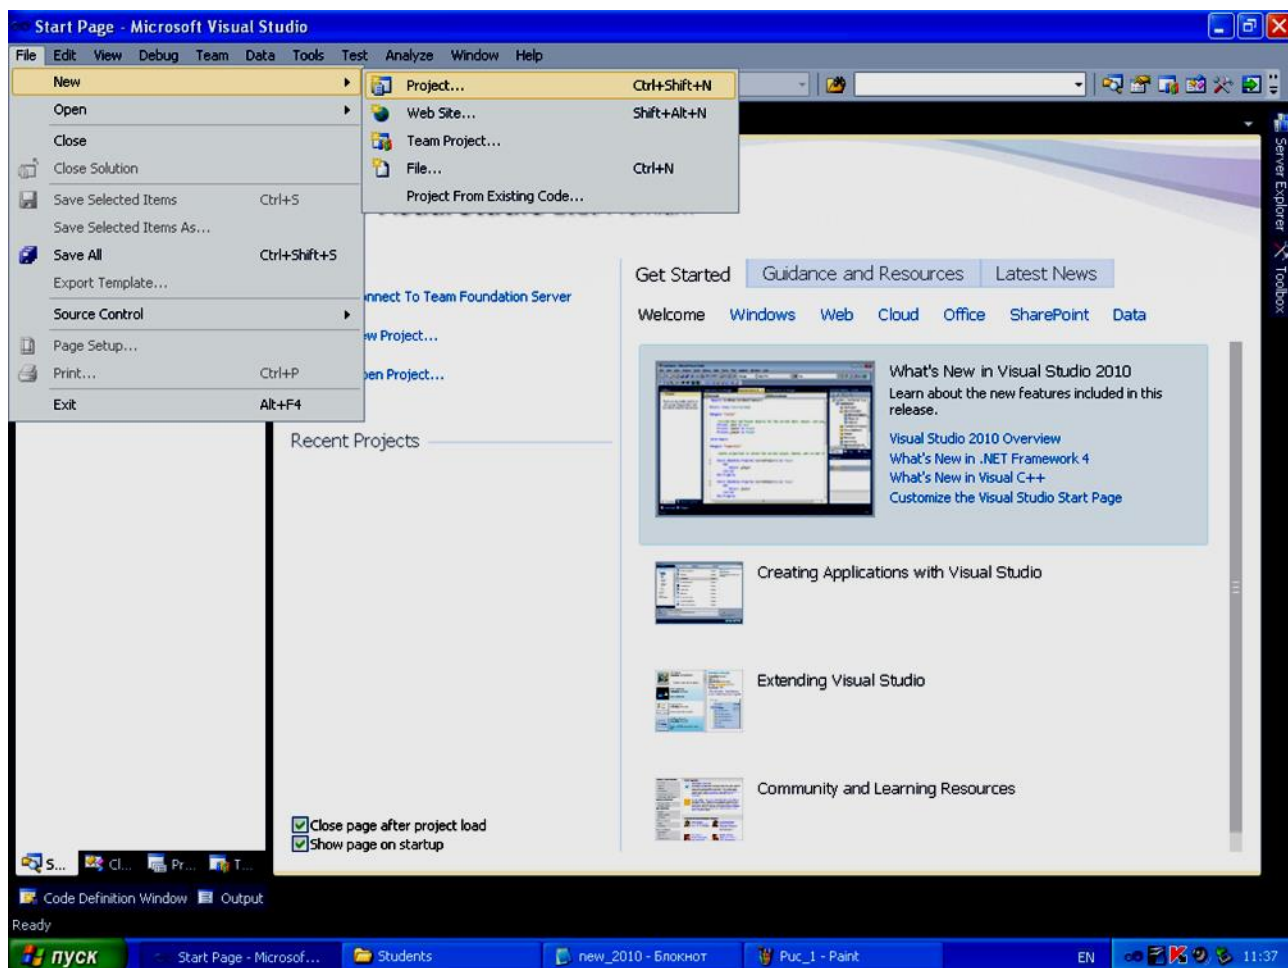 Start Page - Microsoft Visual Studio
File Edit View Debug Team Data Tools Test Analyze Window Help
New
Open
Close
Close Solution
Save Selected Items Ctrl+S
Save Selected Items As...
Save All Ctrl+Shift+S
Export Template...
Source Control
Page Setup...
Print... Ctrl+P
Exit Alt+F4
Project... Ctrl+Shift+N
Web Site... Shift+Alt+N
Team Project...
File... Ctrl+N
Project From Existing Code...
Server Explorer
Toolbox
To Team Foundation Server
Project...
Project...
Recent Projects
Close page after project load
Show page on startup
Get Started Guidance and Resources Latest News
Welcome Windows Web Cloud Office SharePoint Data
What's New in Visual Studio 2010
Learn about the new features included in this
release.
Visual Studio 2010 Overview
What's New in .NET Framework 4
What's New in Visual C++
Customize the Visual Studio Start Page
Creating Applications with Visual Studio
Extending Visual Studio
Community and Learning Resources
S... Cl... Pr... T...
Code Definition Window Output
Ready
пуск Start Page - Microsof... Students new_2010 - Блокнот Рис_1 - Paint EN 11:37